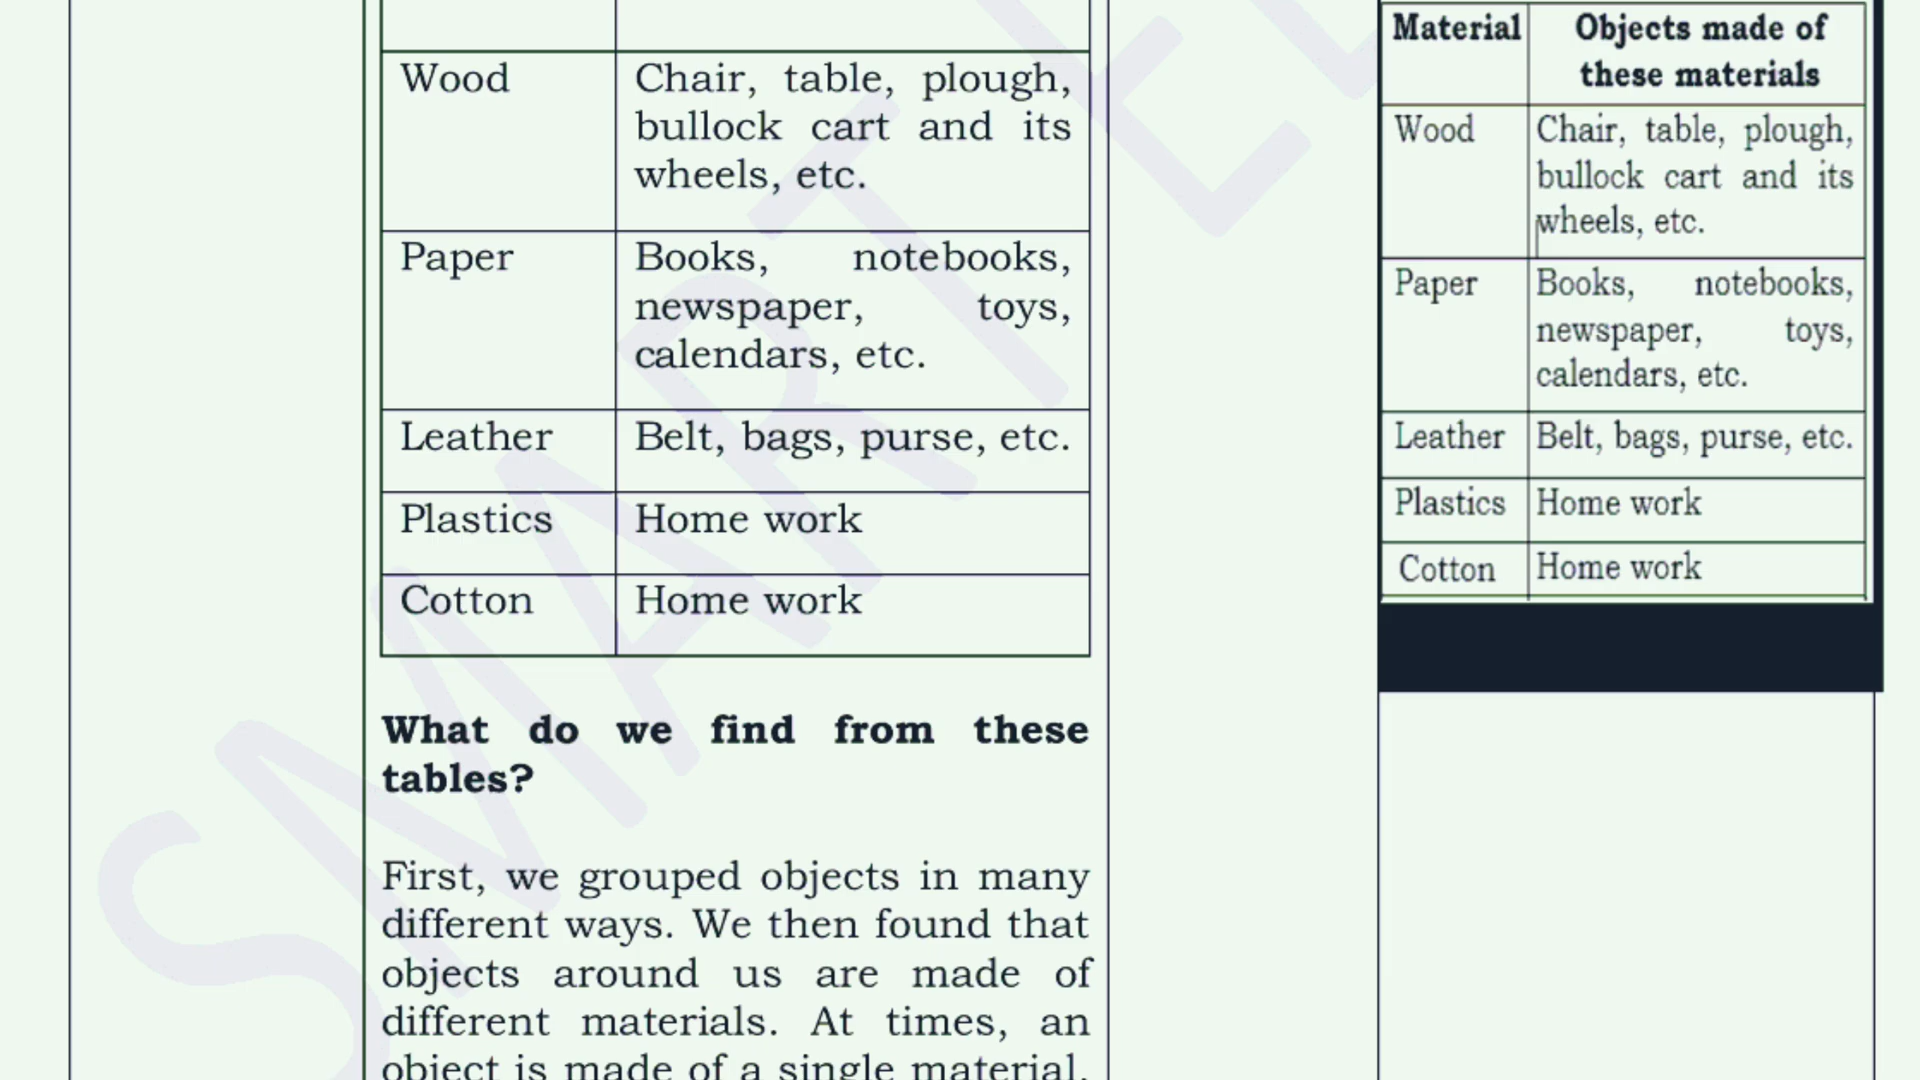 Wood
Chair, table, plough,
bullock cart and its
wheels, etc.
Paper
Books, notebooks,
newspaper, toys,
calendars, etc.
Leather
Belt, bags, purse, etc.
Plastics
Home work
Cotton
Home work
What do we find from these
tables?
First, we grouped objects in many
different ways. We then found that
objects around us are made of
different materials. At times, an
object is made of a single material.
Material
Objects made of
these materials
Wood
Chair, table, plough,
bullock cart and its
wheels, etc.
Paper
Books, notebooks,
newspaper, toys,
calendars, etc.
Leather
Belt, bags, purse, etc.
Plastics
Home work
Cotton
Home work
SMART